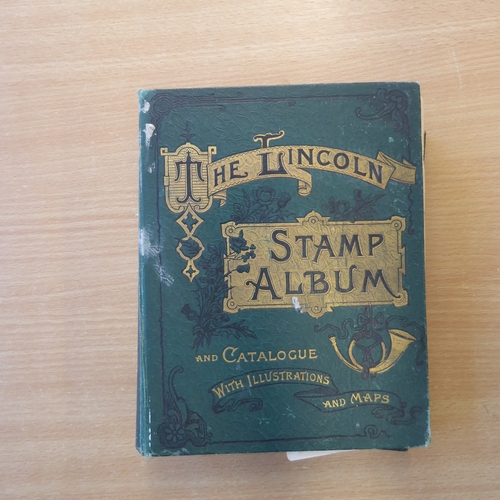 The Lincoln
Stamp
Album
and Catalogue
With Illustrations
and Maps